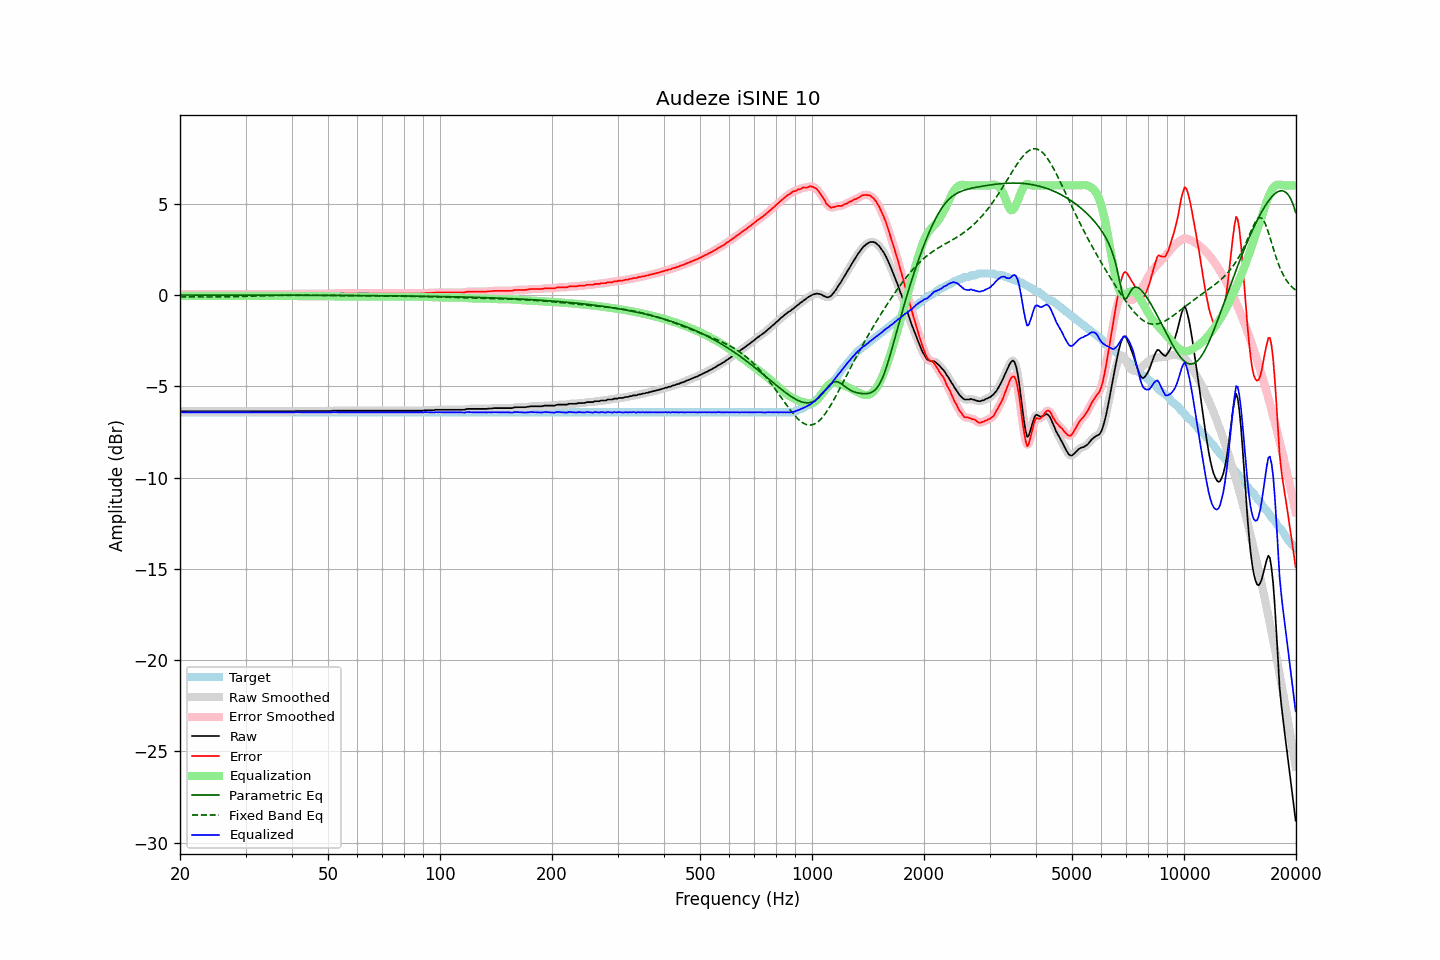 Audeze iSINE 10
Amplitude (dBr)
5
0
−5
−10
−15
−20
−25
−30
Target
Raw Smoothed
Error Smoothed
Raw
Error
Equalization
Parametric Eq
Fixed Band Eq
Equalized
20 50 100 200 500 1000 2000 5000 10000 20000
Frequency (Hz)